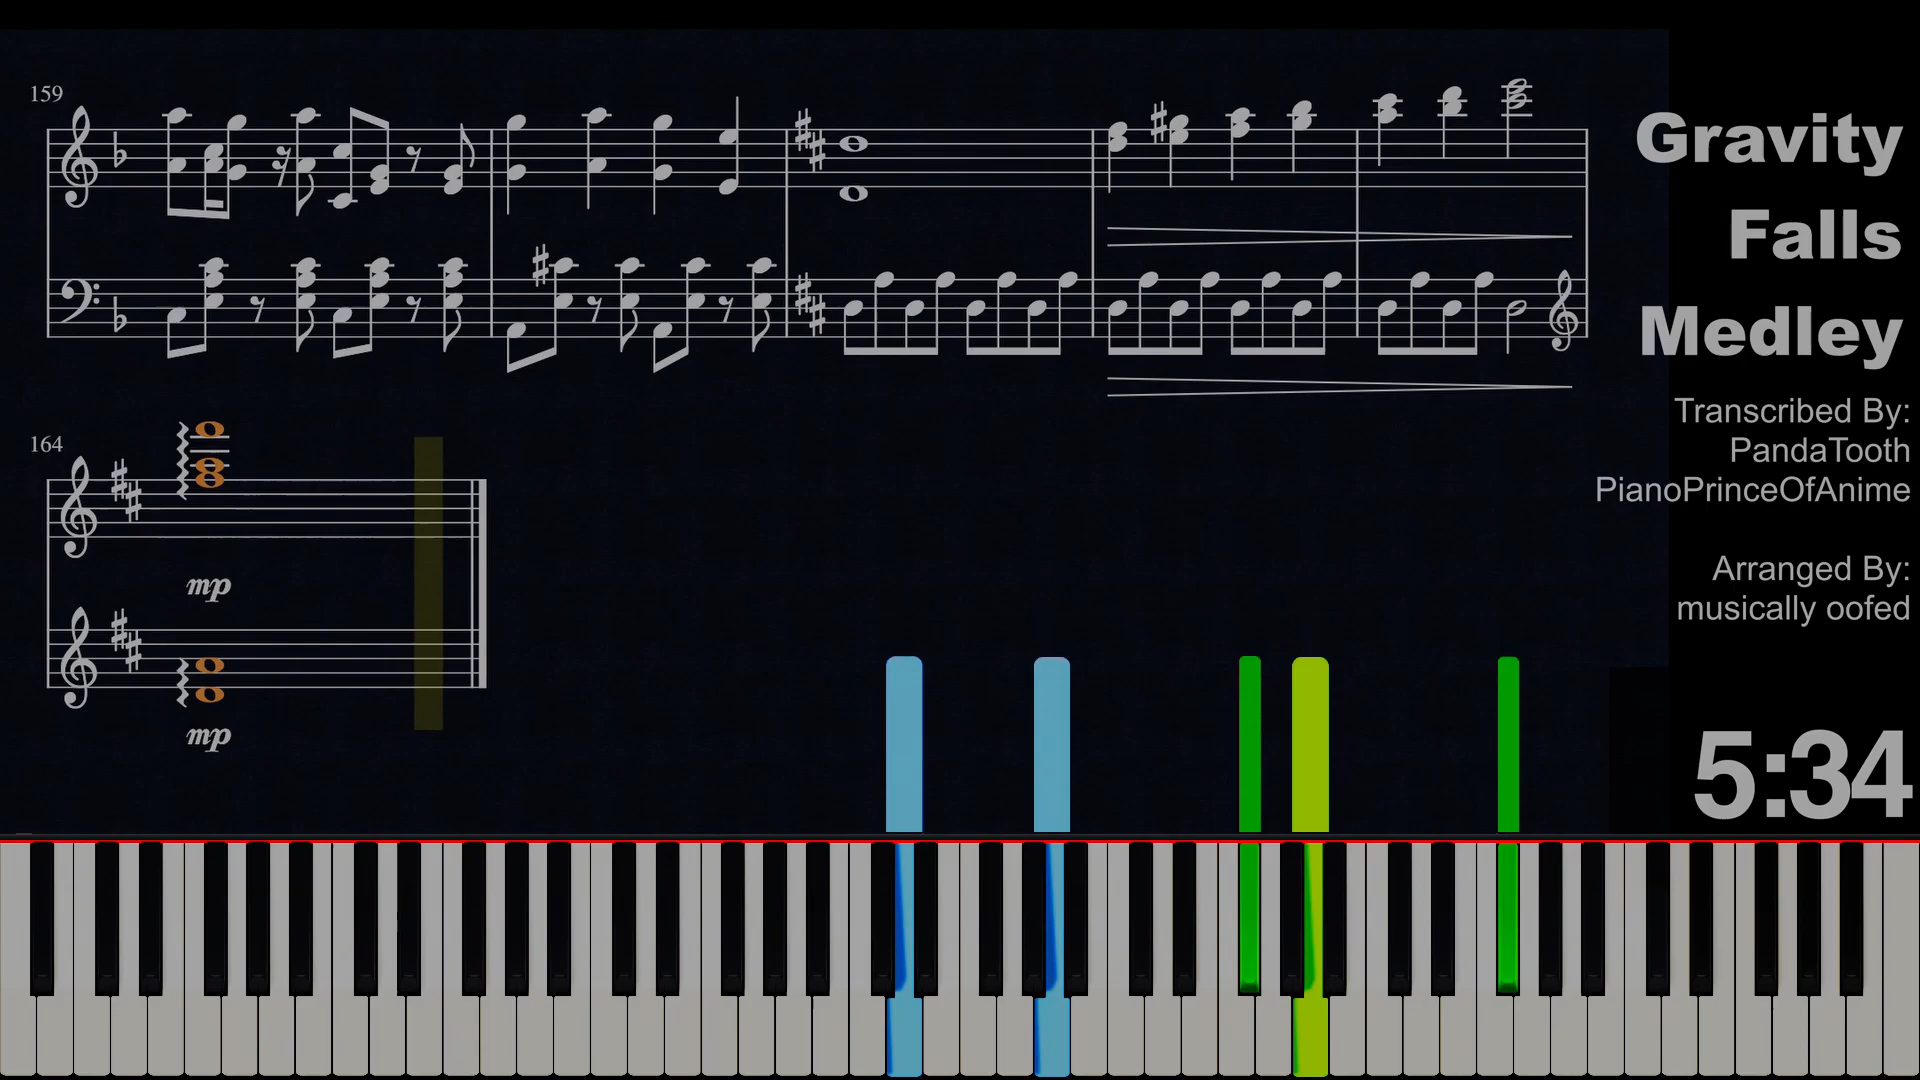 159
Gravity
Falls
Medley
Transcribed By:
PandaTooth
PianoPrinceOfAnime
Arranged By:
musically oofed
164
mp
mp
5:34